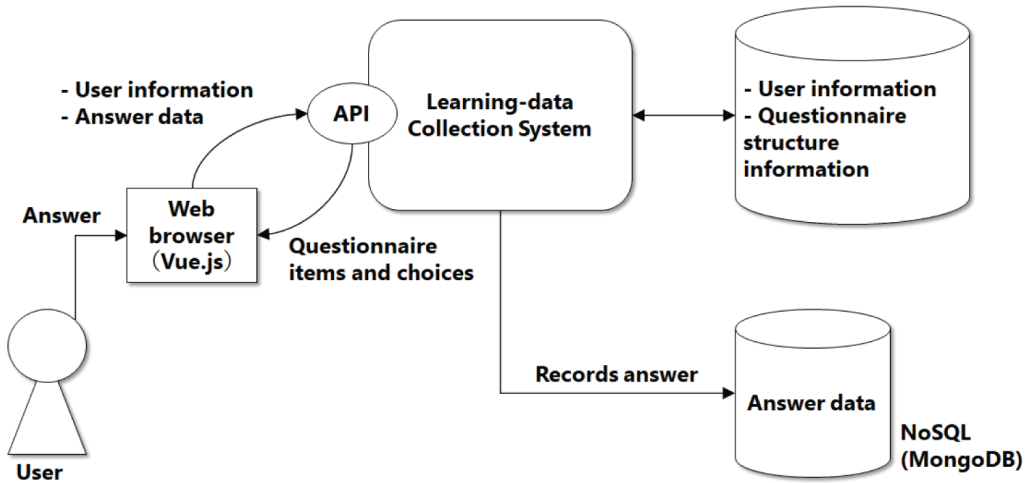 - User information
- Answer data
API
Learning-data
Collection System
- User information
- Questionnaire
structure
information
Answer
Web
browser
（Vue.js）
Questionnaire
items and choices
User
Records answer
Answer data
NoSQL
(MongoDB)